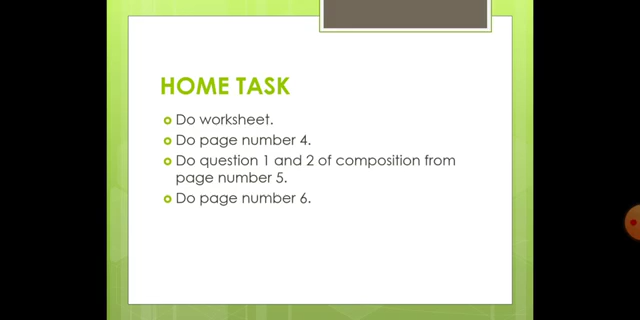 HOME TASK
Do worksheet.
Do page number 4.
Do question 1 and 2 of composition from
page number 5.
Do page number 6.